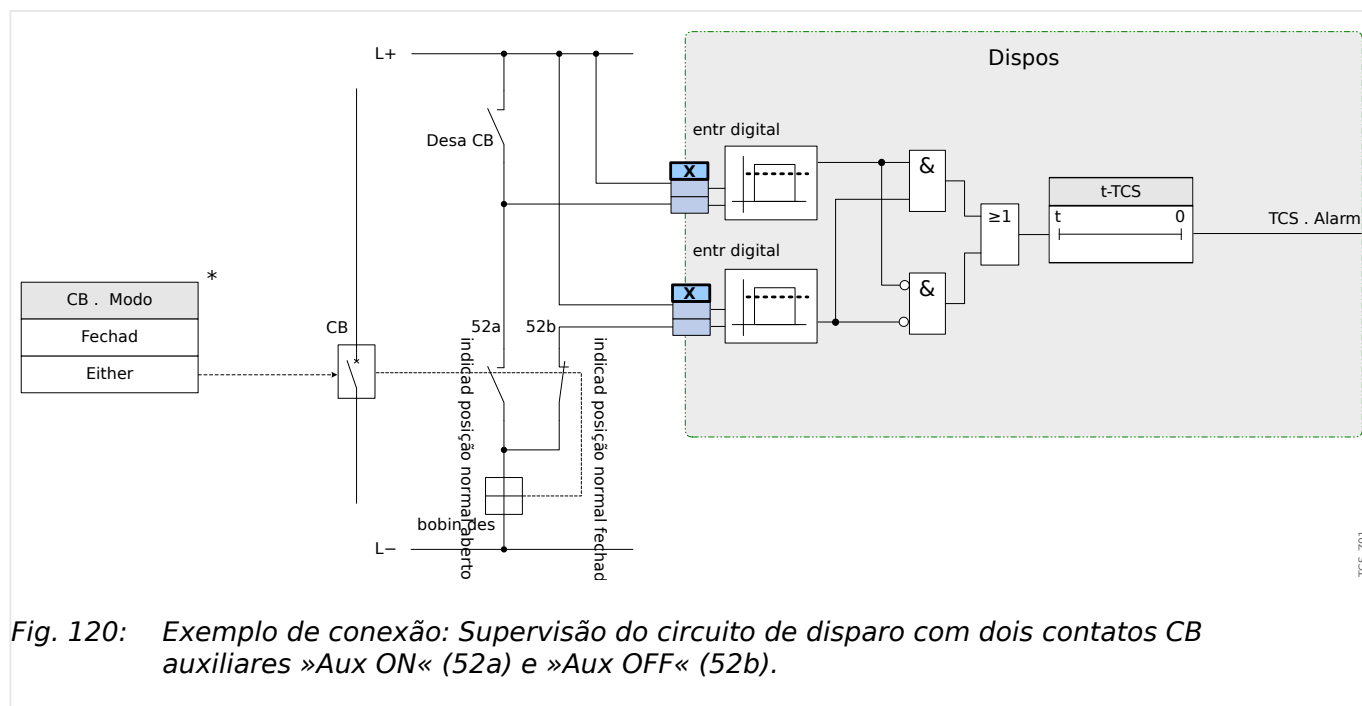 L+
Dispos
entr digital
Desa CB
X
&
t-TCS
t 0
≥1
TCS . Alarm
entr digital
*
X
&
CB . Modo
Fechad
Either
CB
52a
52b
indicad posição normal aberto
indicad posição normal fechad
bobin des
L−
Fig. 120: Exemplo de conexão: Supervisão do circuito de disparo com dois contatos CB
auxiliares »Aux ON« (52a) e »Aux OFF« (52b).